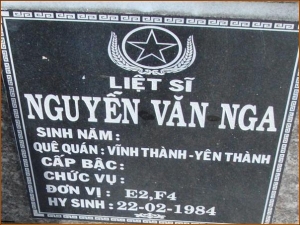 LIỆT SĨ
NGUYỄN VĂN NGA
SINH NĂM :
QUÊ QUÁN : VĨNH THÀNH - YÊN THÀNH
CẤP BẬC :
CHỨC VỤ :
ĐƠN VỊ : E2,F4
HY SINH : 22-02-1984